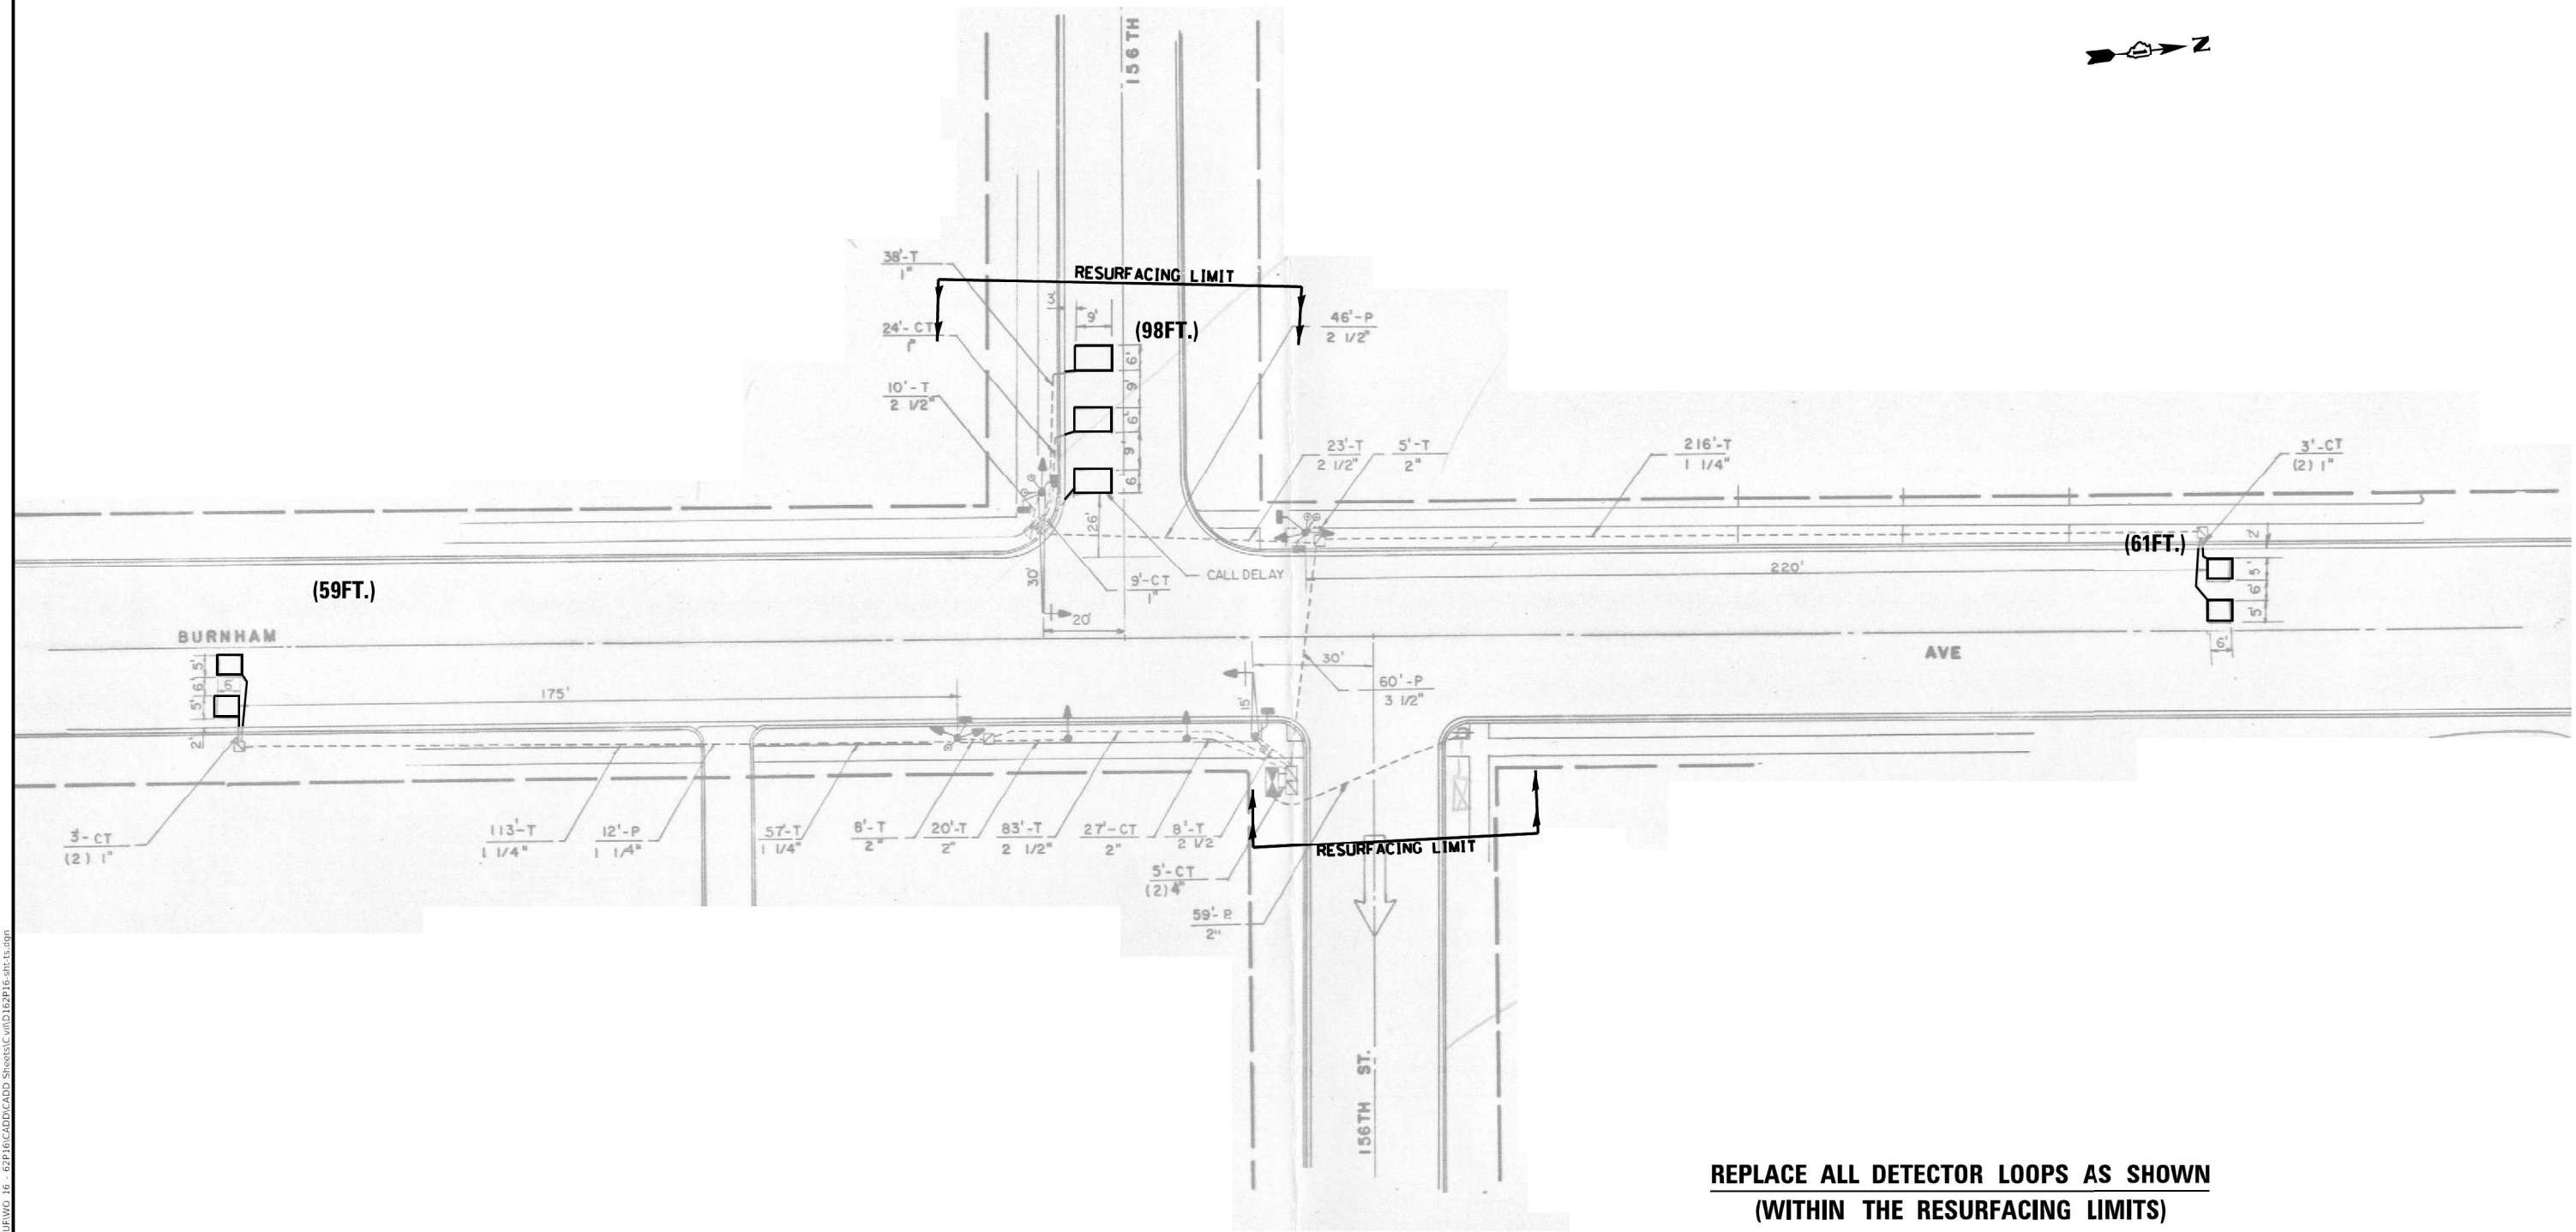 156 TH
N
38'-T
1"
RESURFACING LIMIT
3'
9'
(98FT.)
24'- CT
1"
46'-P
2 1/2"
6'
9'
10'-T
2 1/2"
6'
9'
6'
23'-T
2 1/2"
5'-T
2"
216'-T
1 1/4"
3'-CT
(2) 1"
26'
2'
(61FT.)
(59FT.)
30'
9'-CT
1"
CALL DELAY
220'
5'
6'
5'
20'
BURNHAM
6'
AVE
5'
6'
5'
2'
175'
30'
15'
60'-P
3 1/2"
3'- CT
(2) 1"
113'-T
1 1/4"
12'-P
1 1/4"
57'-T
1 1/4"
8'-T
2"
20'-T
2"
83'-T
2 1/2"
27'-CT
2"
8'-T
2 1/2
RESURFACING LIMIT
5'-CT
(2) 4"
59'-P
2"
156TH ST.
REPLACE ALL DETECTOR LOOPS AS SHOWN
(WITHIN THE RESURFACING LIMITS)